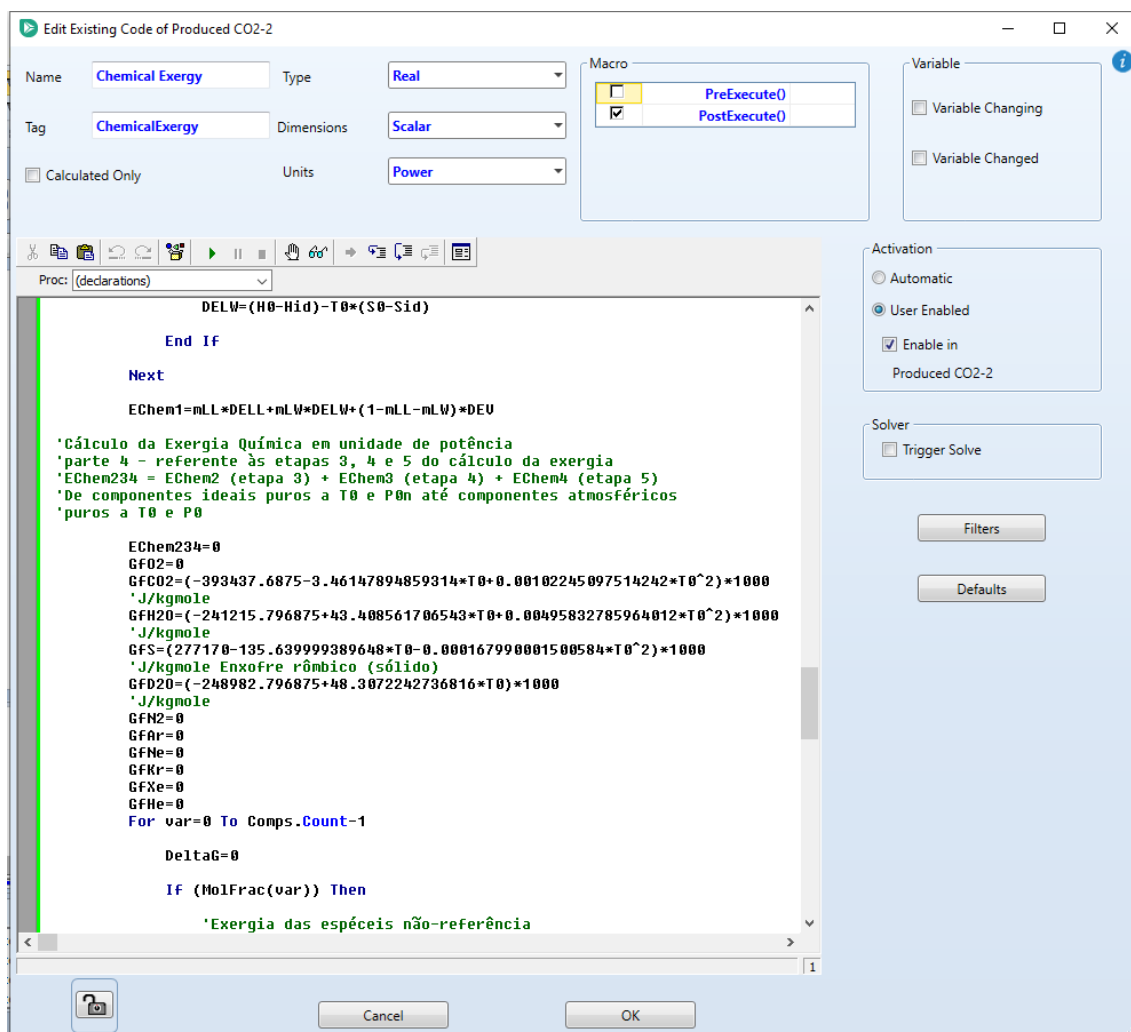 Edit Existing Code of Produced CO2-2
Name Chemical Exergy Type Real
Tag ChemicalExergy Dimensions Scalar
Calculated Only Units Power
Macro
PreExecute()
PostExecute()
Variable
Variable Changing
Variable Changed
Proc: (declarations)
DELW=(H0-Hid)-T0*(S0-Sid)
End If
Next
EChem1=mLL*DELL+mLW*DELW+(1-mLL-mLW)*DEV
'Cálculo da Exergia Química em unidade de potência
'parte 4 - referente às etapas 3, 4 e 5 do cálculo da exergia
'EChem234 = EChem2 (etapa 3) + EChem3 (etapa 4) + EChem4 (etapa 5)
'De componentes ideais puros a T0 e P0n até componentes atmosféricos
'puros a T0 e P0
EChem234=0
GfO2=0
GfCO2=(-393437.6875-3.46147894859314*T0+0.00102245097514242*T0^2)*1000
'J/kgmole
GfH2O=(-241215.796875+43.408561706543*T0+0.00495832785964012*T0^2)*1000
'J/kgmole
GfS=(277170-135.639999389648*T0-0.000167990001500584*T0^2)*1000
'J/kgmole Enxofre rômbico (sólido)
GfD2O=(-248982.796875+48.3072242736816*T0)*1000
'J/kgmole
GfN2=0
GfAr=0
GfNe=0
GfKr=0
GfXe=0
GfHe=0
For var=0 To Comps.Count-1
DeltaG=0
If (MolFrac(var)) Then
'Exergia das espéceis não-referência
1
Activation
Automatic
User Enabled
Enable in
Produced CO2-2
Solver
Trigger Solve
Filters
Defaults
Cancel OK